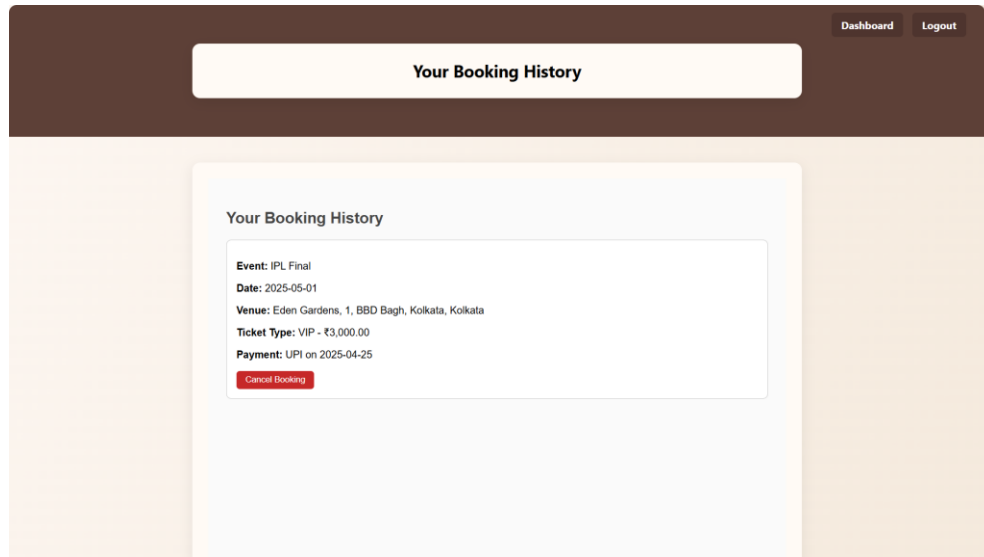 Dashboard Logout
Your Booking History
Your Booking History
Event: IPL Final
Date: 2025-05-01
Venue: Eden Gardens, 1, BBD Bagh, Kolkata, Kolkata
Ticket Type: VIP - ₹3,000.00
Payment: UPI on 2025-04-25
Cancel Booking